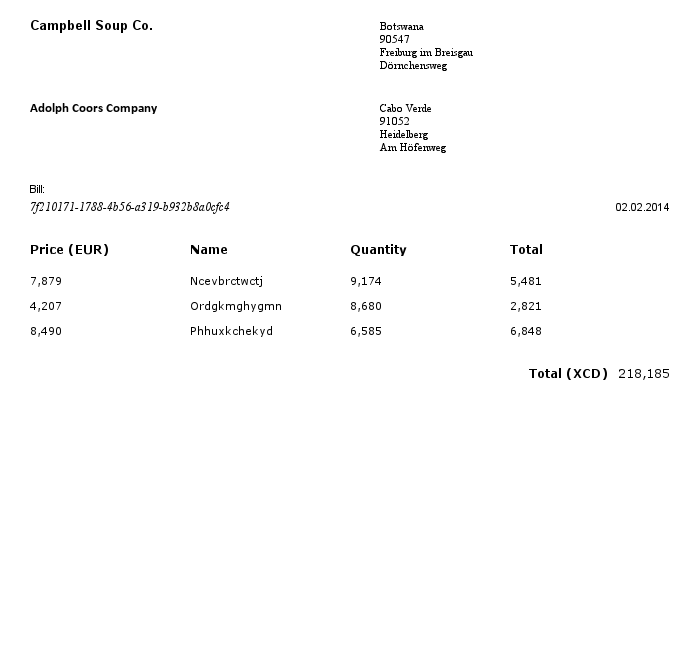 Campbell Soup Co.
Botswana
90547
Freiburg im Breisgau
Dörnchensweg
Adolph Coors Company
Cabo Verde
91052
Heidelberg
Am Höfenweg
Bill:
7f210171-1788-4b56-a319-b932b8a0cfc4
02.02.2014
Price (EUR) Name Quantity Total
7,879 Ncevbrctwctj 9,174 5,481
4,207 Ordgkmghygmn 8,680 2,821
8,490 Phhuxkchekyd 6,585 6,848
Total (XCD) 218,185